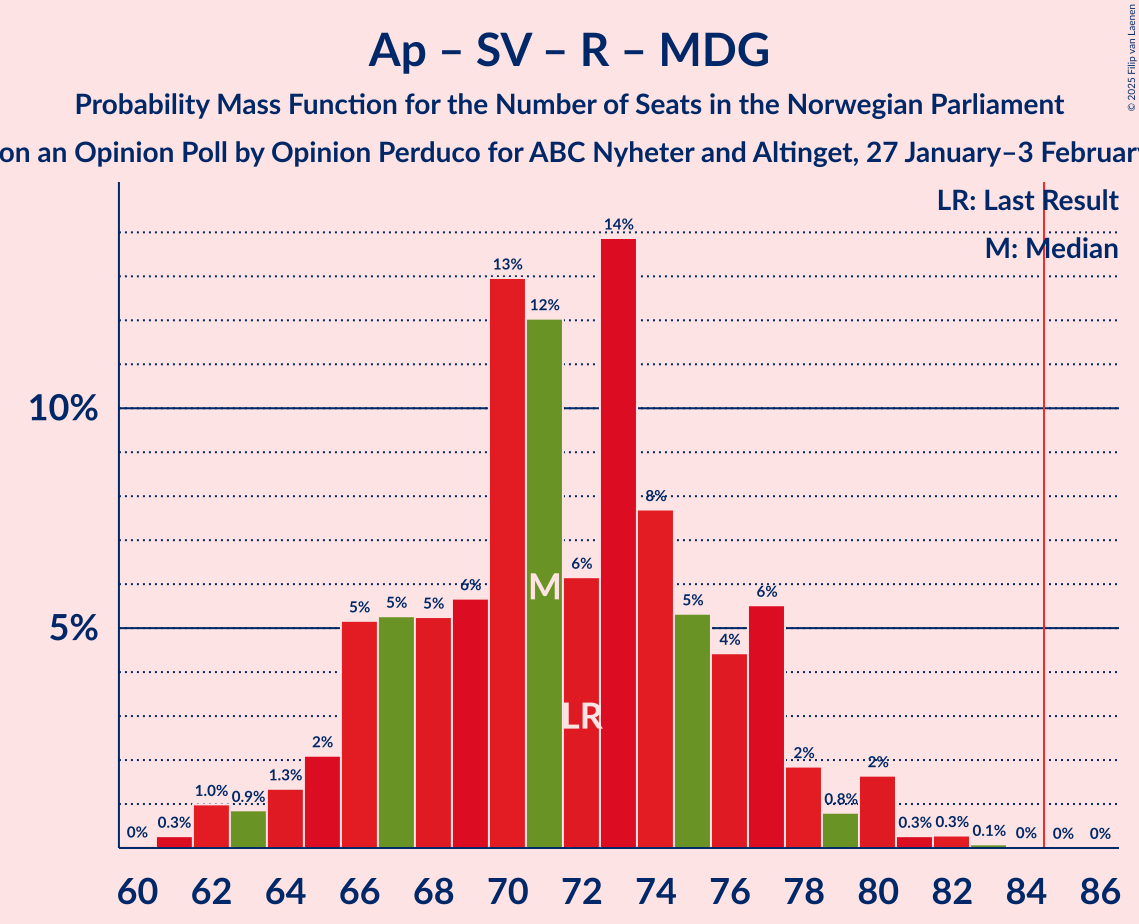 Ap – SV – R – MDG
Probability Mass Function for the Number of Seats in the Norwegian Parliament
on an Opinion Poll by Opinion Perduco for ABC Nyheter and Altinget, 27 January–3 February
© 2025 Filip van Laenen
LR: Last Result
M: Median
10%
5%
0% 0.3% 1.0% 0.9% 1.3% 2% 5% 5% 5% 6% 13% 12% 6% 14% 8% 5% 4% 6% 2% 0.8% 2% 0.3% 0.3% 0.1% 0% 0% 0%
M
LR
60 62 64 66 68 70 72 74 76 78 80 82 84 86